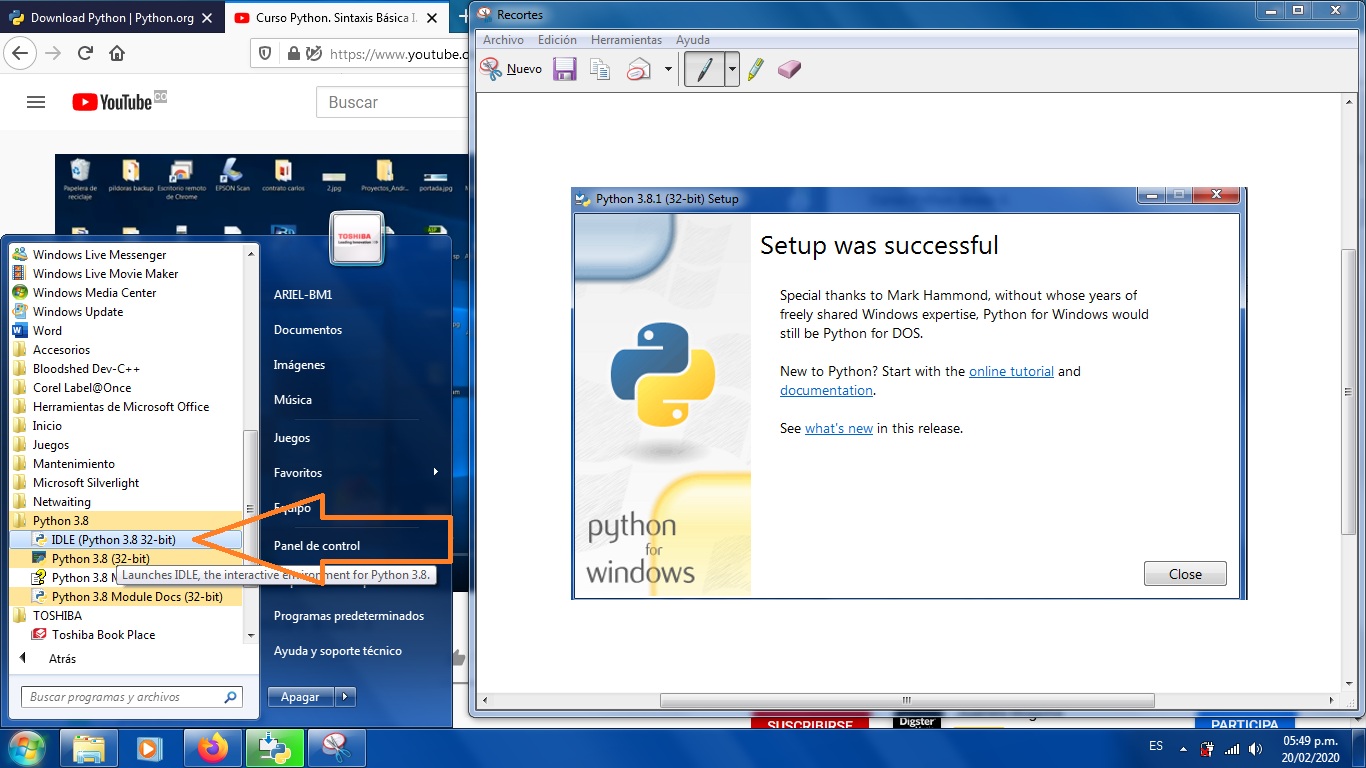 Download Python | Python.org
Curso Python. Sintaxis Básica I.
https://www.youtube.c
YouTube CO
Buscar
Papelera de reciclaje
píldoras backup
Escritorio remoto de Chrome
EPSON Scan
contrato carlos
2.jpg
Proyectos_Andr...
portada.jpg
TOSHIBA
Leading Innovation
Windows Live Messenger
Windows Live Movie Maker
Windows Media Center
Windows Update
Word
Accesorios
Bloodshed Dev-C++
Corel Label@Once
Herramientas de Microsoft Office
Inicio
Juegos
Mantenimiento
Microsoft Silverlight
Netwaiting
Python 3.8
IDLE (Python 3.8 32-bit)
Python 3.8 (32-bit)
Python 3.8 M
Launches IDLE, the interactive environment for Python 3.8.
Python 3.8 Module Docs (32-bit)
TOSHIBA
Toshiba Book Place
Atrás
Buscar programas y archivos
ARIEL-BM1
Documentos
Imágenes
Música
Juegos
Favoritos
Equipo
Panel de control
Programas predeterminados
Ayuda y soporte técnico
Apagar
Recortes
Archivo Edición Herramientas Ayuda
Nuevo
Python 3.8.1 (32-bit) Setup
Setup was successful
Special thanks to Mark Hammond, without whose years of
freely shared Windows expertise, Python for Windows would
still be Python for DOS.
New to Python? Start with the online tutorial and
documentation.
See what's new in this release.
python
for
windows
Close
SUSCRIBIRSE
Digster
PARTICIPA
ES
05:49 p.m.
20/02/2020